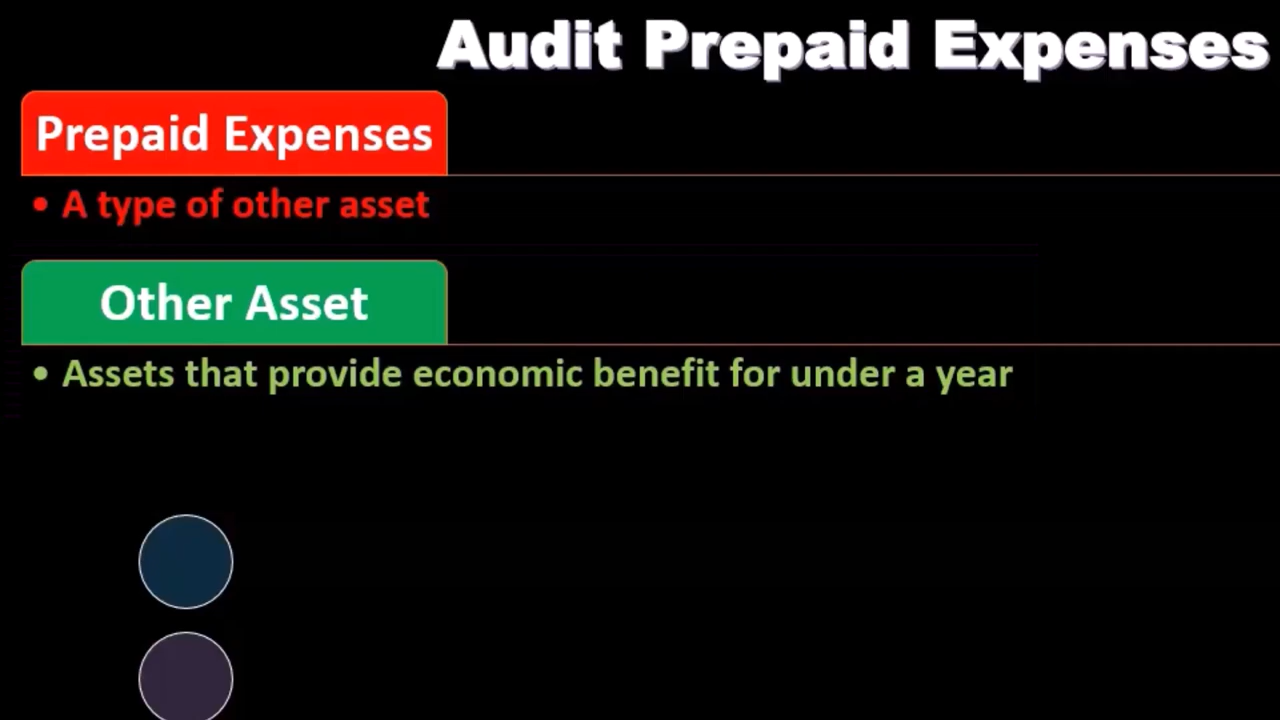 Audit Prepaid Expenses
Prepaid Expenses
• A type of other asset
Other Asset
• Assets that provide economic benefit for under a year